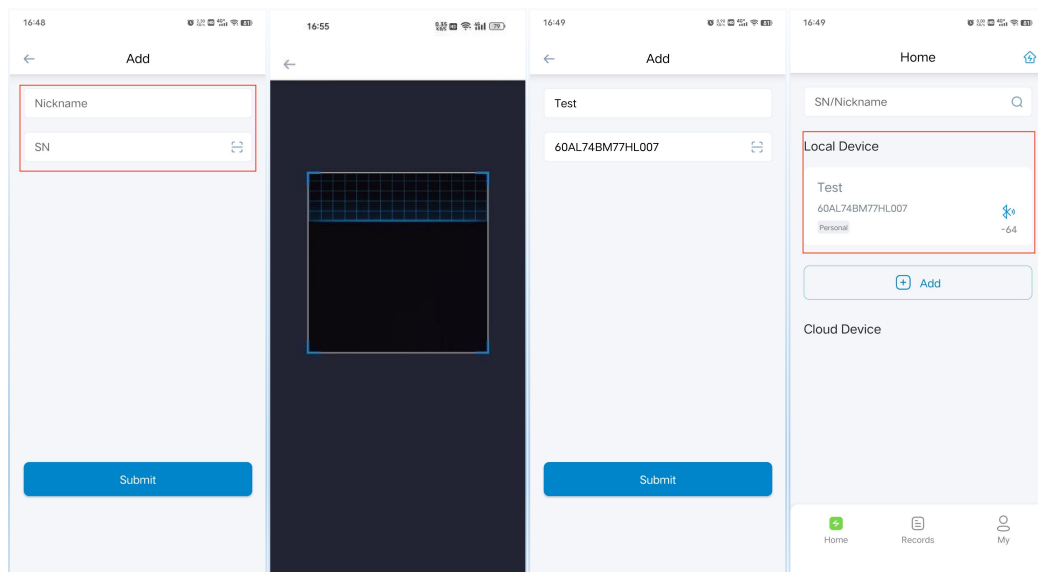 16:48
Add
Nickname
SN
Submit
16:55
79
16:49
Add
Test
60AL74BM77HL007
Submit
16:49
Home
SN/Nickname
Local Device
Test
60AL74BM77HL007
Personal
-64
Add
Cloud Device
Home
Records
My